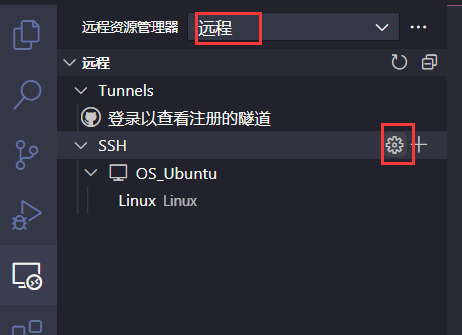 远程资源管理器 远程
远程
Tunnels
登录以查看注册的隧道
SSH
OS_Ubuntu
Linux Linux